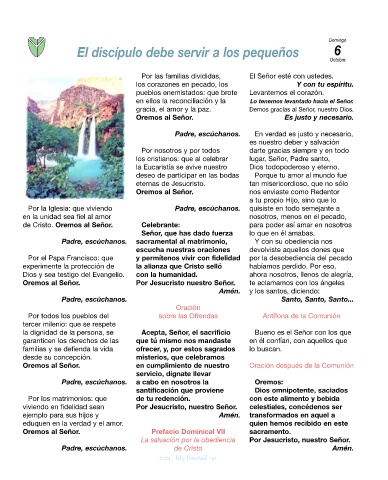 El discípulo debe servir a los pequeños
Domingo
6
Octubre
Por la Iglesia: que viviendo
en la unidad sea fiel al amor
de Cristo. Oremos al Señor.
Padre, escúchanos.
Por el Papa Francisco: que
experimente la protección de
Dios y sea testigo del Evangelio.
Oremos al Señor.
Padre, escúchanos.
Por todos los pueblos del
tercer milenio: que se respete
la dignidad de la persona, se
garanticen los derechos de las
familias y se defienda la vida
desde su concepción.
Oremos al Señor.
Padre, escúchanos.
Por los matrimonios: que
viviendo en fidelidad sean
ejemplo para sus hijos y
eduquen en la verdad y el amor.
Oremos al Señor.
Padre, escúchanos.
Por las familias divididas,
los corazones en pecado, los
pueblos enemistados: que brote
en ellos la reconciliación y la
gracia, el amor y la paz.
Oremos al Señor.
Padre, escúchanos.
Por nosotros y por todos
los cristianos: que al celebrar
la Eucaristía se avive nuestro
deseo de participar en las bodas
eternas de Jesucristo.
Oremos al Señor.
Padre, escúchanos.
Celebrante:
Señor, que has dado fuerza
sacramental al matrimonio,
escucha nuestras oraciones
y permítenos vivir con fidelidad
la alianza que Cristo selló
con la humanidad.
Por Jesucristo nuestro Señor.
Amén.
Oración
sobre las Ofrendas
Acepta, Señor, el sacrificio
que tú mismo nos mandaste
ofrecer, y, por estos sagrados
misterios, que celebramos
en cumplimiento de nuestro
servicio, dígnate llevar
a cabo en nosotros la
santificación que proviene
de tu redención.
Por Jesucristo, nuestro Señor.
Amén.
Prefacio Dominical VII
La salvación por la obediencia
de Cristo
El Señor esté con ustedes.
Y con tu espíritu.
Levantemos el corazón.
Lo tenemos levantado hacia el Señor.
Demos gracias al Señor, nuestro Dios.
Es justo y necesario.
En verdad es justo y necesario,
es nuestro deber y salvación
darte gracias siempre y en todo
lugar, Señor, Padre santo,
Dios todopoderoso y eterno.
Porque tu amor al mundo fue
tan misericordioso, que no sólo
nos enviaste como Redentor
a tu propio Hijo, sino que lo
quisiste en todo semejante a
nosotros, menos en el pecado,
para poder así amar en nosotros
lo que en él amabas.
Y con su obediencia nos
devolviste aquellos dones que
por la desobediencia del pecado
habíamos perdido. Por eso,
ahora nosotros, llenos de alegría,
te aclamamos con los ángeles
y los santos, diciendo:
Santo, Santo, Santo...
Antífona de la Comunión
Bueno es el Señor con los que
en él confían, con aquellos que
lo buscan.
Oración después de la Comunión
Oremos:
Dios omnipotente, saciados
con este alimento y bebida
celestiales, concédenos ser
transformados en aquel a
quien hemos recibido en este
sacramento.
Por Jesucristo, nuestro Señor.
Amén.